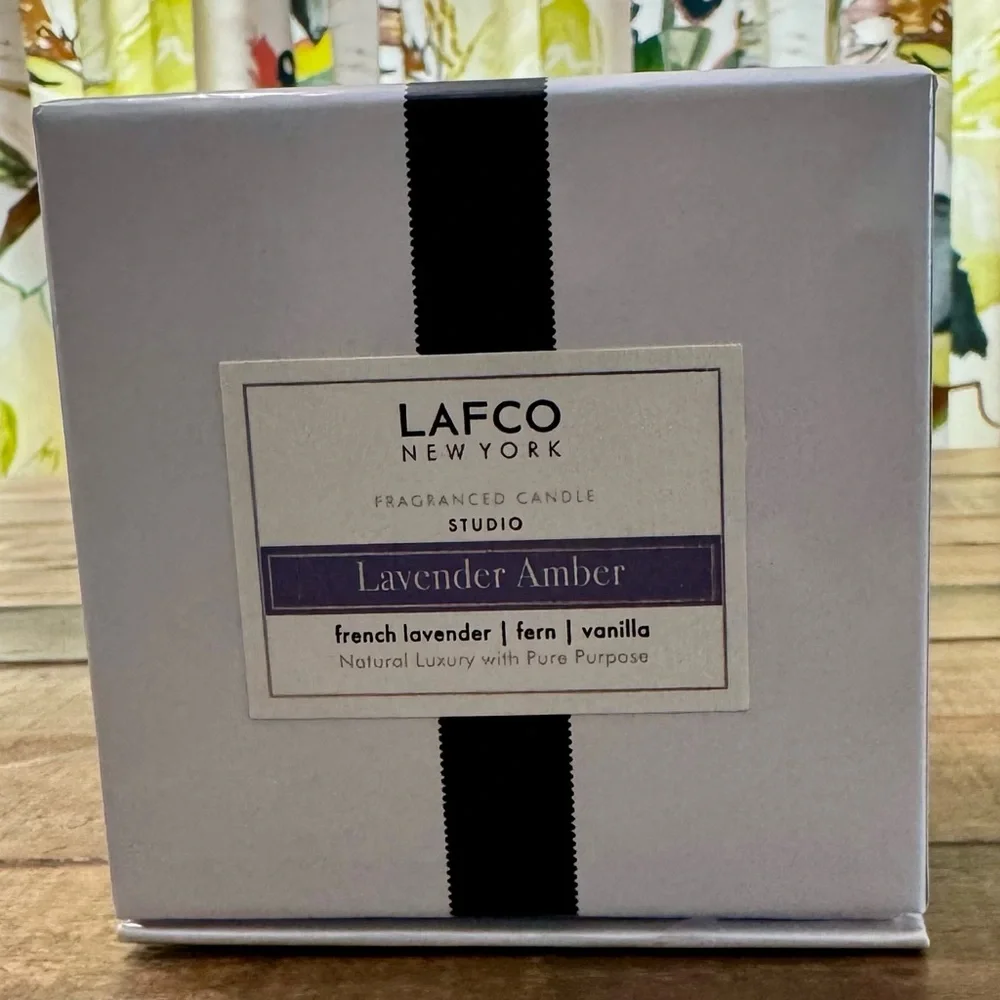 LAFCO
NEW YORK
FRAGRANCED CANDLE
STUDIO
Lavender Amber
french lavender | fern | vanilla
Natural Luxury with Pure Purpose